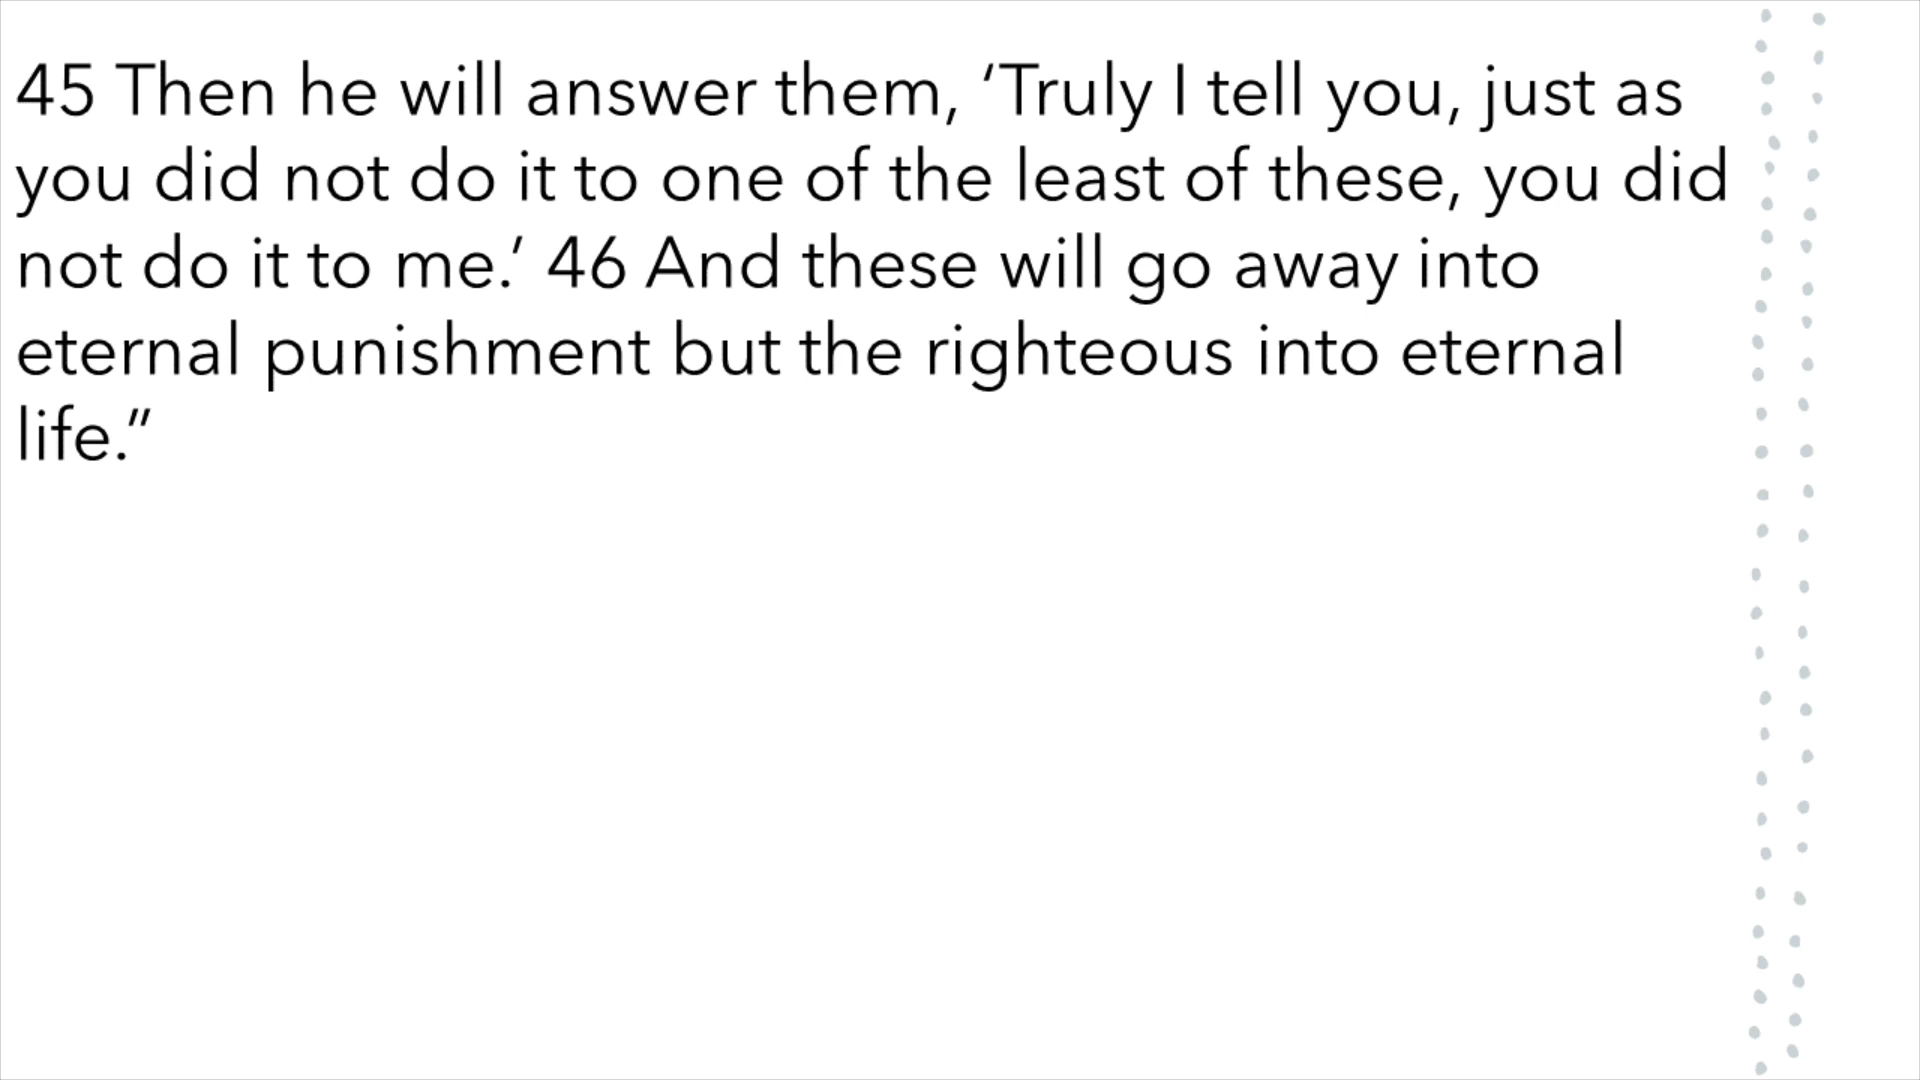 45 Then he will answer them, ‘Truly I tell you, just as
you did not do it to one of the least of these, you did
not do it to me.’ 46 And these will go away into
eternal punishment but the righteous into eternal
life.”